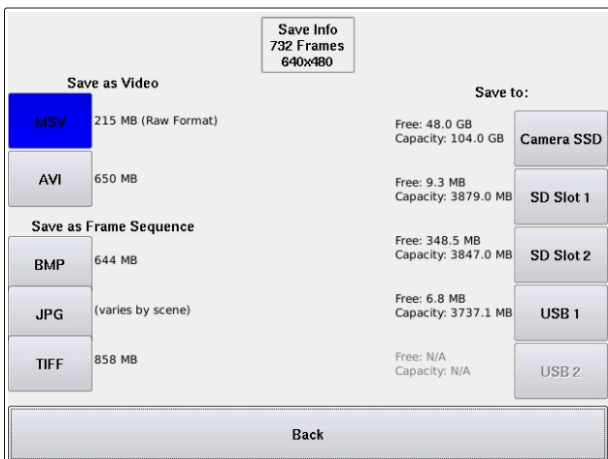 Save Info
732 Frames
640x480
Save as Video
MSV
215 MB (Raw Format)
AVI
650 MB
Save as Frame Sequence
BMP
644 MB
JPG
(varies by scene)
TIFF
858 MB
Save to:
Free: 48.0 GB
Capacity: 104.0 GB
Camera SSD
Free: 9.3 MB
Capacity: 3879.0 MB
SD Slot 1
Free: 348.5 MB
Capacity: 3847.0 MB
SD Slot 2
Free: 6.8 MB
Capacity: 3737.1 MB
USB 1
Free: N/A
Capacity: N/A
USB 2
Back